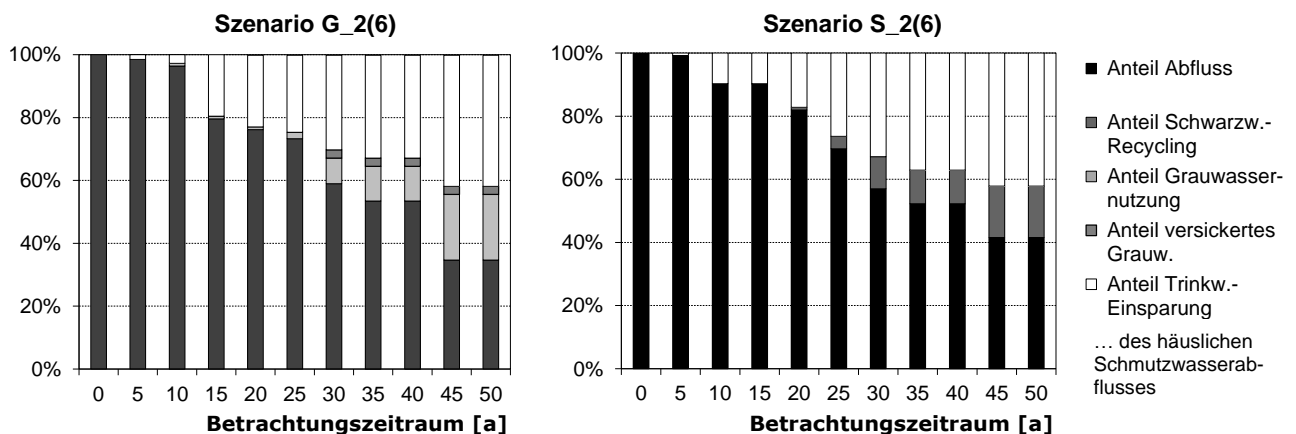 Szenario G_2(6)
100%
80%
60%
40%
20%
0%
0 5 10 15 20 25 30 35 40 45 50
Betrachtungszeitraum [a]
Szenario S_2(6)
100%
80%
60%
40%
20%
0%
0 5 10 15 20 25 30 35 40 45 50
Betrachtungszeitraum [a]
Anteil Abfluss
Anteil Schwarzw.-
Recycling
Anteil Grauwasser-
nutzung
Anteil versickertes
Grauw.
Anteil Trinkw.-
Einsparung
… des häuslichen
Schmutzwasserab-
flusses